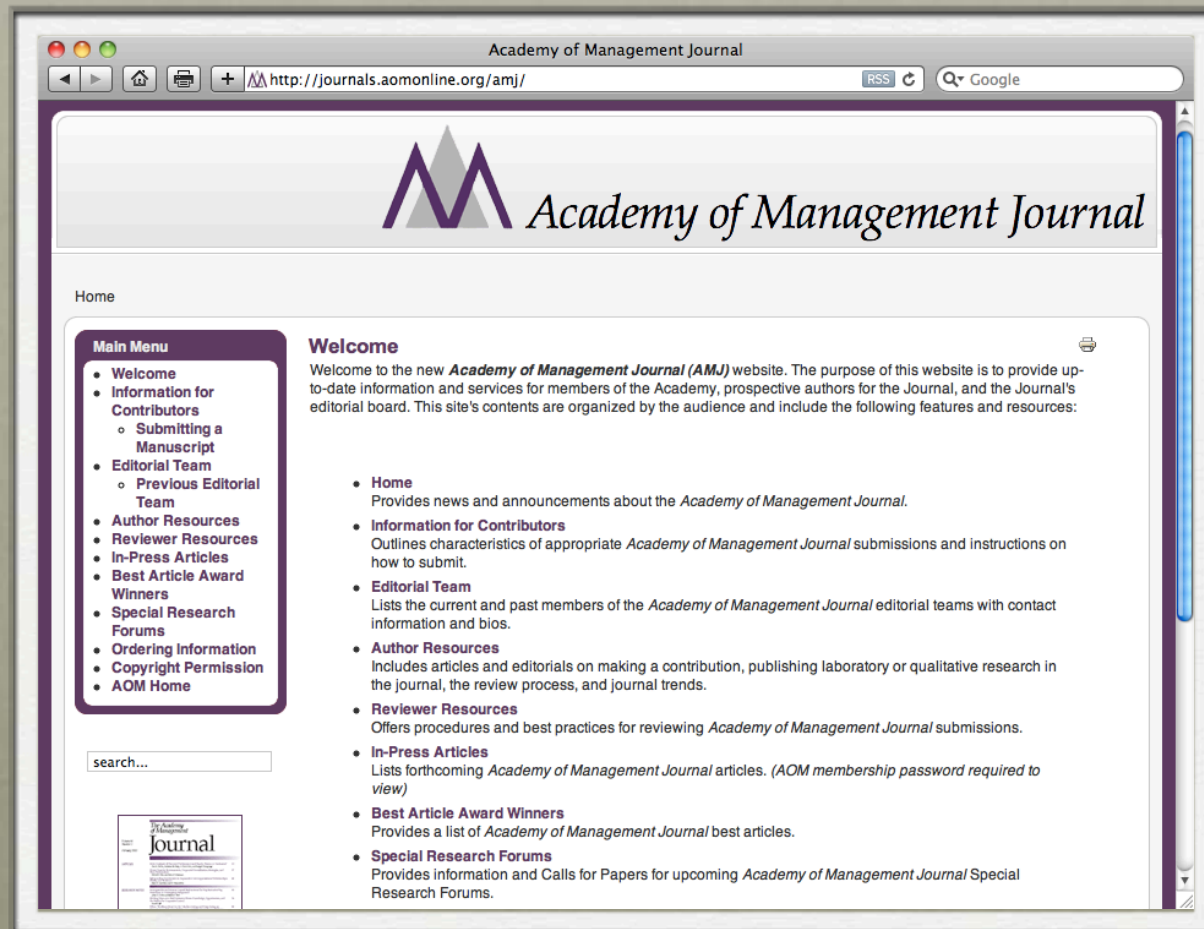 Academy of Management Journal
http://journals.aomonline.org/amj/
RSS
Google
Academy of Management Journal
Home
Main Menu
Welcome
Information for
Contributors
Submitting a
Manuscript
Editorial Team
Previous Editorial
Team
Author Resources
Reviewer Resources
In-Press Articles
Best Article Award
Winners
Special Research
Forums
Ordering Information
Copyright Permission
AOM Home
search...
The Academy
of Management
Journal
Welcome
Welcome to the new Academy of Management Journal (AMJ) website. The purpose of this website is to provide up-
to-date information and services for members of the Academy, prospective authors for the Journal, and the Journal's
editorial board. This site's contents are organized by the audience and include the following features and resources:
Home
Provides news and announcements about the Academy of Management Journal.
Information for Contributors
Outlines characteristics of appropriate Academy of Management Journal submissions and instructions on
how to submit.
Editorial Team
Lists the current and past members of the Academy of Management Journal editorial teams with contact
information and bios.
Author Resources
Includes articles and editorials on making a contribution, publishing laboratory or qualitative research in
the journal, the review process, and journal trends.
Reviewer Resources
Offers procedures and best practices for reviewing Academy of Management Journal submissions.
In-Press Articles
Lists forthcoming Academy of Management Journal articles. (AOM membership password required to
view)
Best Article Award Winners
Provides a list of Academy of Management Journal best articles.
Special Research Forums
Provides information and Calls for Papers for upcoming Academy of Management Journal Special
Research Forums.